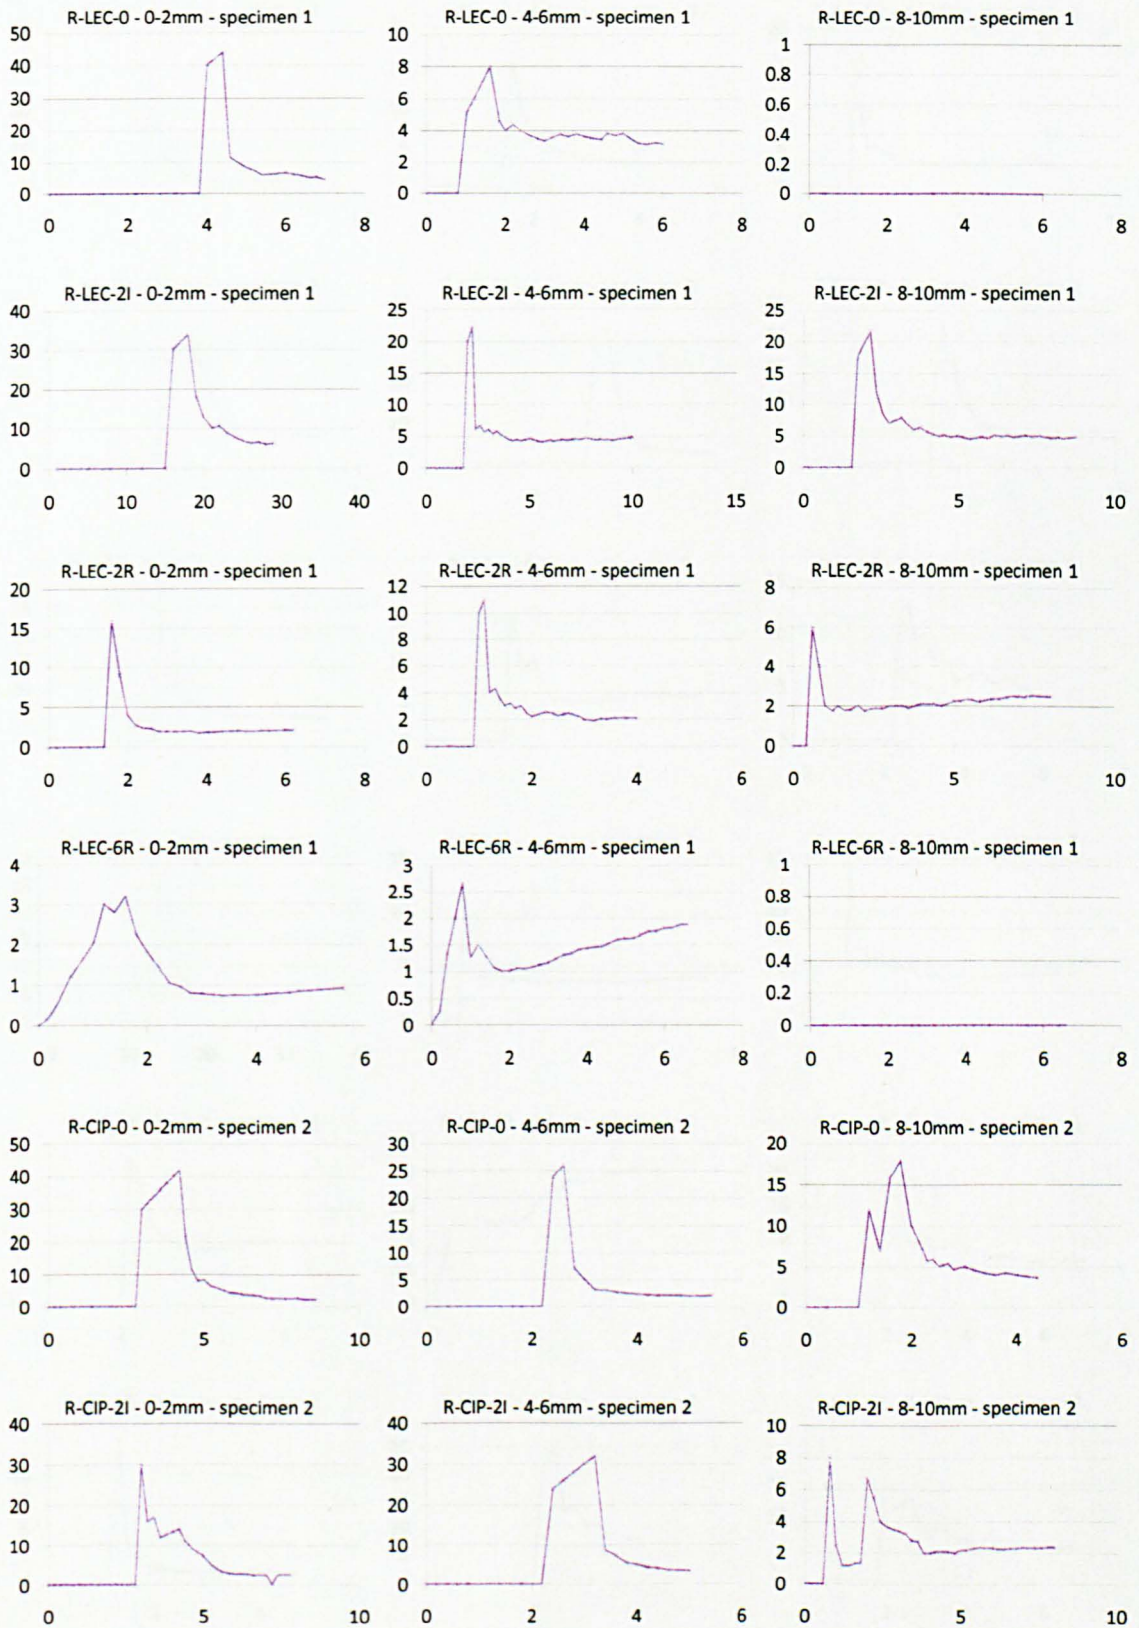 R-LEC-0 - 0-2mm - specimen 1
50
40
30
20
10
0
0 2 4 6 8
R-LEC-0 - 4-6mm - specimen 1
10
8
6
4
2
0
0 2 4 6 8
R-LEC-0 - 8-10mm - specimen 1
1
0.8
0.6
0.4
0.2
0
0 2 4 6 8
R-LEC-2I - 0-2mm - specimen 1
40
30
20
10
0
0 10 20 30 40
R-LEC-2I - 4-6mm - specimen 1
25
20
15
10
5
0
0 5 10 15
R-LEC-2I - 8-10mm - specimen 1
25
20
15
10
5
0
0 5 10
R-LEC-2R - 0-2mm - specimen 1
20
15
10
5
0
0 2 4 6 8
R-LEC-2R - 4-6mm - specimen 1
12
10
8
6
4
2
0
0 2 4 6
R-LEC-2R - 8-10mm - specimen 1
8
6
4
2
0
0 5 10
R-LEC-6R - 0-2mm - specimen 1
4
3
2
1
0
0 2 4 6
R-LEC-6R - 4-6mm - specimen 1
3
2.5
2
1.5
1
0.5
0
0 2 4 6 8
R-LEC-6R - 8-10mm - specimen 1
1
0.8
0.6
0.4
0.2
0
0 2 4 6 8
R-CIP-0 - 0-2mm - specimen 2
50
40
30
20
10
0
0 5 10
R-CIP-0 - 4-6mm - specimen 2
30
25
20
15
10
5
0
0 2 4 6
R-CIP-0 - 8-10mm - specimen 2
20
15
10
5
0
0 2 4 6
R-CIP-2I - 0-2mm - specimen 2
40
30
20
10
0
0 5 10
R-CIP-2I - 4-6mm - specimen 2
40
30
20
10
0
0 2 4 6
R-CIP-2I - 8-10mm - specimen 2
10
8
6
4
2
0
0 5 10